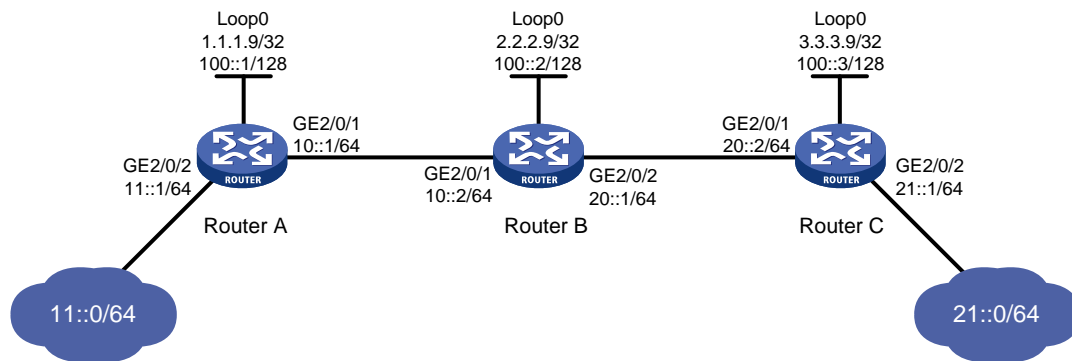 Loop0
1.1.1.9/32
100::1/128
Loop0
2.2.2.9/32
100::2/128
Loop0
3.3.3.9/32
100::3/128
GE2/0/1
10::1/64
GE2/0/1
20::2/64
GE2/0/2
11::1/64
ROUTER
GE2/0/1
10::2/64
ROUTER
GE2/0/2
20::1/64
ROUTER
GE2/0/2
21::1/64
Router A
Router B
Router C
11::0/64
21::0/64